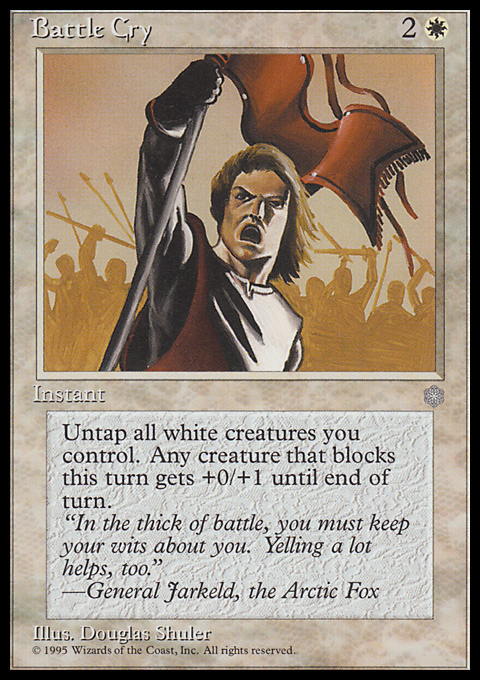 Battle Cry 2
Instant
Untap all white creatures you
control. Any creature that blocks
this turn gets +0/+1 until end of
turn.
“In the thick of battle, you must keep
your wits about you. Yelling a lot
helps, too.”
—General Jarkeld, the Arctic Fox
Illus. Douglas Shuler
© 1995 Wizards of the Coast, Inc. All rights reserved.